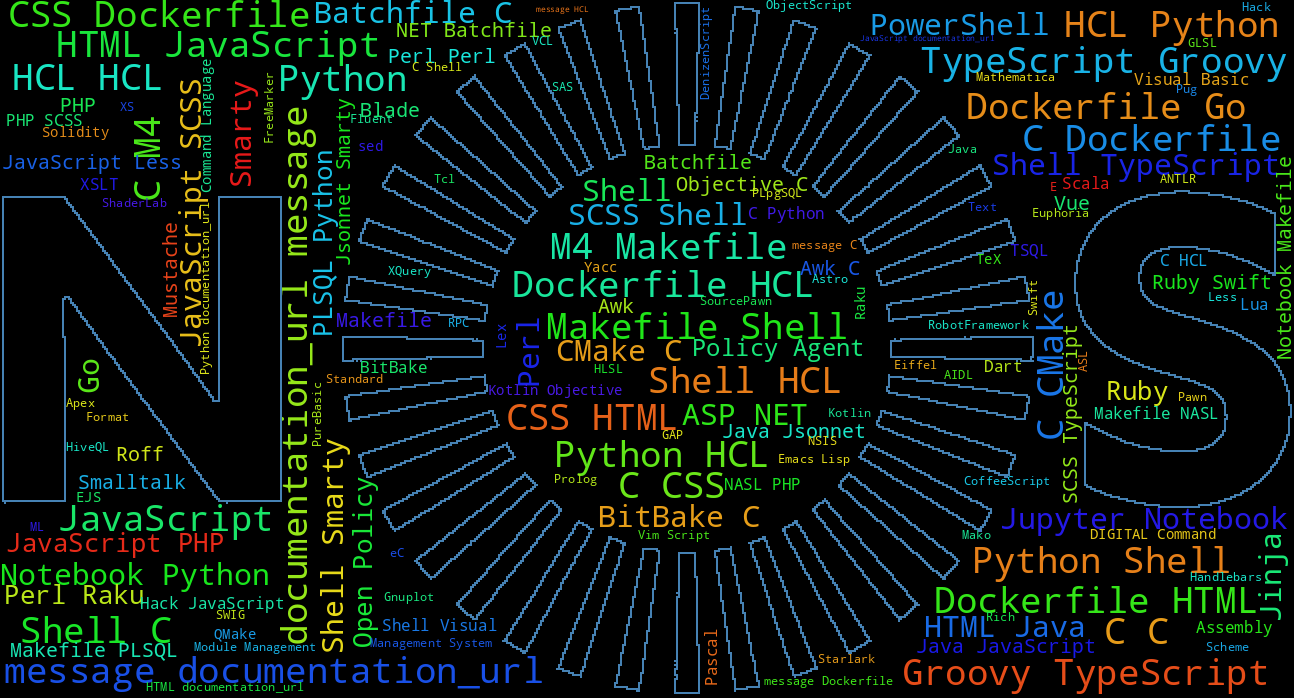 CSS Dockerfile
Batchfile C
message HCL
ObjectScript
Hack
HTML JavaScript
NET Batchfile
VCL
DenizenScript
PowerShell
HCL Python
JavaScript documentation_url
GLSL
Perl Perl
C Shell
TypeScript Groovy
HCL HCL
Python
SAS
Mathematica
Visual Basic
Pug
PHP
XS
Command Language
Smarty
FreeMarker
Blade
Fluent
Dockerfile Go
PHP SCSS
Solidity
C M4
JavaScript SCSS
documentation_url message
Jsonnet Smarty
sed
C Dockerfile
Java
JavaScript Less
Batchfile
Shell TypeScript
XSLT
ShaderLab
PLSQL Python
Tcl
Shell
Objective C
PLpgSQL
E
Scala
ANTLR
Vue
Euphoria
Notebook Makefile
SCSS Shell
C Python
Text
Mustache
Python documentation_url
M4 Makefile
message C
TeX
TSQL
N
S
XQuery
Yacc
Awk C
Astro
C HCL
Dockerfile HCL
Ruby Swift
Less
Lua
Swift
Awk
SourcePawn
Raku
Makefile
RPC
Lex
Perl
Makefile Shell
RobotFramework
C CMake
CMake C
Policy Agent
HLSL
BitBake
Eiffel
Dart
AIDL
ASL
SCSS TypeScript
Standard
PureBasic
Kotlin Objective
Shell HCL
Go
Apex
Format
Ruby
Pawn
Makefile NASL
CSS HTML
ASP NET
Kotlin
GAP
Java Jsonnet
NSIS
HiveQL
Roff
Python HCL
Emacs Lisp
Smalltalk
EJS
Prolog
C CSS
NASL PHP
CoffeeScript
Shell Smarty
Open Policy
JavaScript
ML
BitBake C
Vim Script
Jupyter Notebook
Mako
DIGITAL Command
JavaScript PHP
eC
Python Shell
Jinja
Notebook Python
Handlebars
Perl Raku
Hack JavaScript
SWIG
Gnuplot
Dockerfile HTML
Rich
Shell C
QMake
Shell Visual
HTML Java
C C
Assembly
Makefile PLSQL
Module Management
Management System
Pascal
Java JavaScript
Scheme
Starlark
message documentation_url
HTML documentation_url
message Dockerfile
Groovy TypeScript